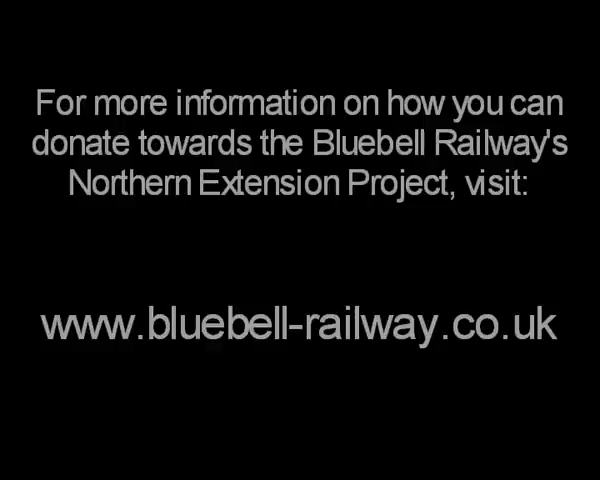 For more information on how you can
donate towards the Bluebell Railway's
Northern Extension Project, visit:
www.bluebell-railway.co.uk